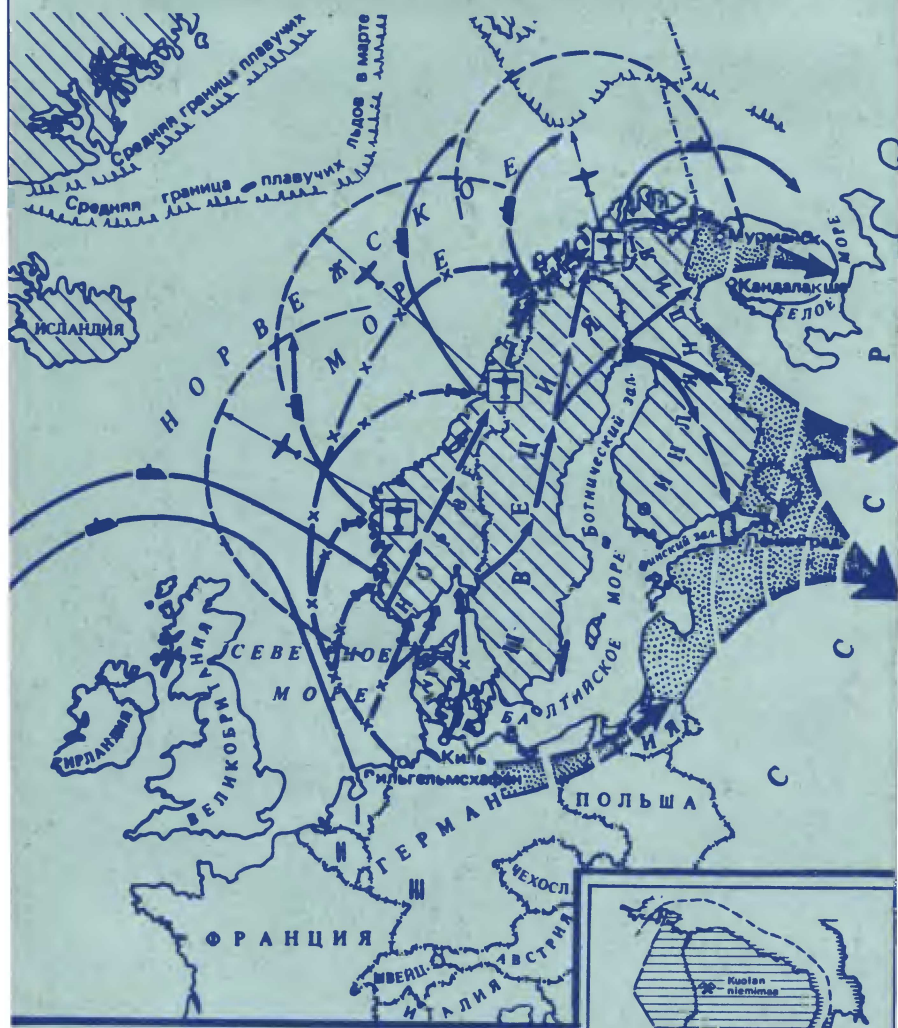 Средняя граница плавучих
льдов в марте
Средняя граница плавучих
ИСЛАНДИЯ
НОРВЕЖСКОЕ
МОРЕ
Мурманск
Кандалакша
БЕЛОЕ МОРЕ
НОРВЕГИЯ
ШВЕЦИЯ
ФИНЛЯНДИЯ
Ботнический зал.
Финский зал.
Ленинград
СССР
СЕВЕРНОЕ
МОРЕ
БАЛТИЙСКОЕ МОРЕ
ИРЛАНДИЯ
ВЕЛИКОБРИТАНИЯ
Киль
Вильгельмсхафен
ГЕРМАНИЯ
ПОЛЬША
I
II
III
ЧЕХОСЛ.
ФРАНЦИЯ
ШВЕЙЦ.
АВСТРИЯ
ИТАЛИЯ
Kuolan
niemimaa